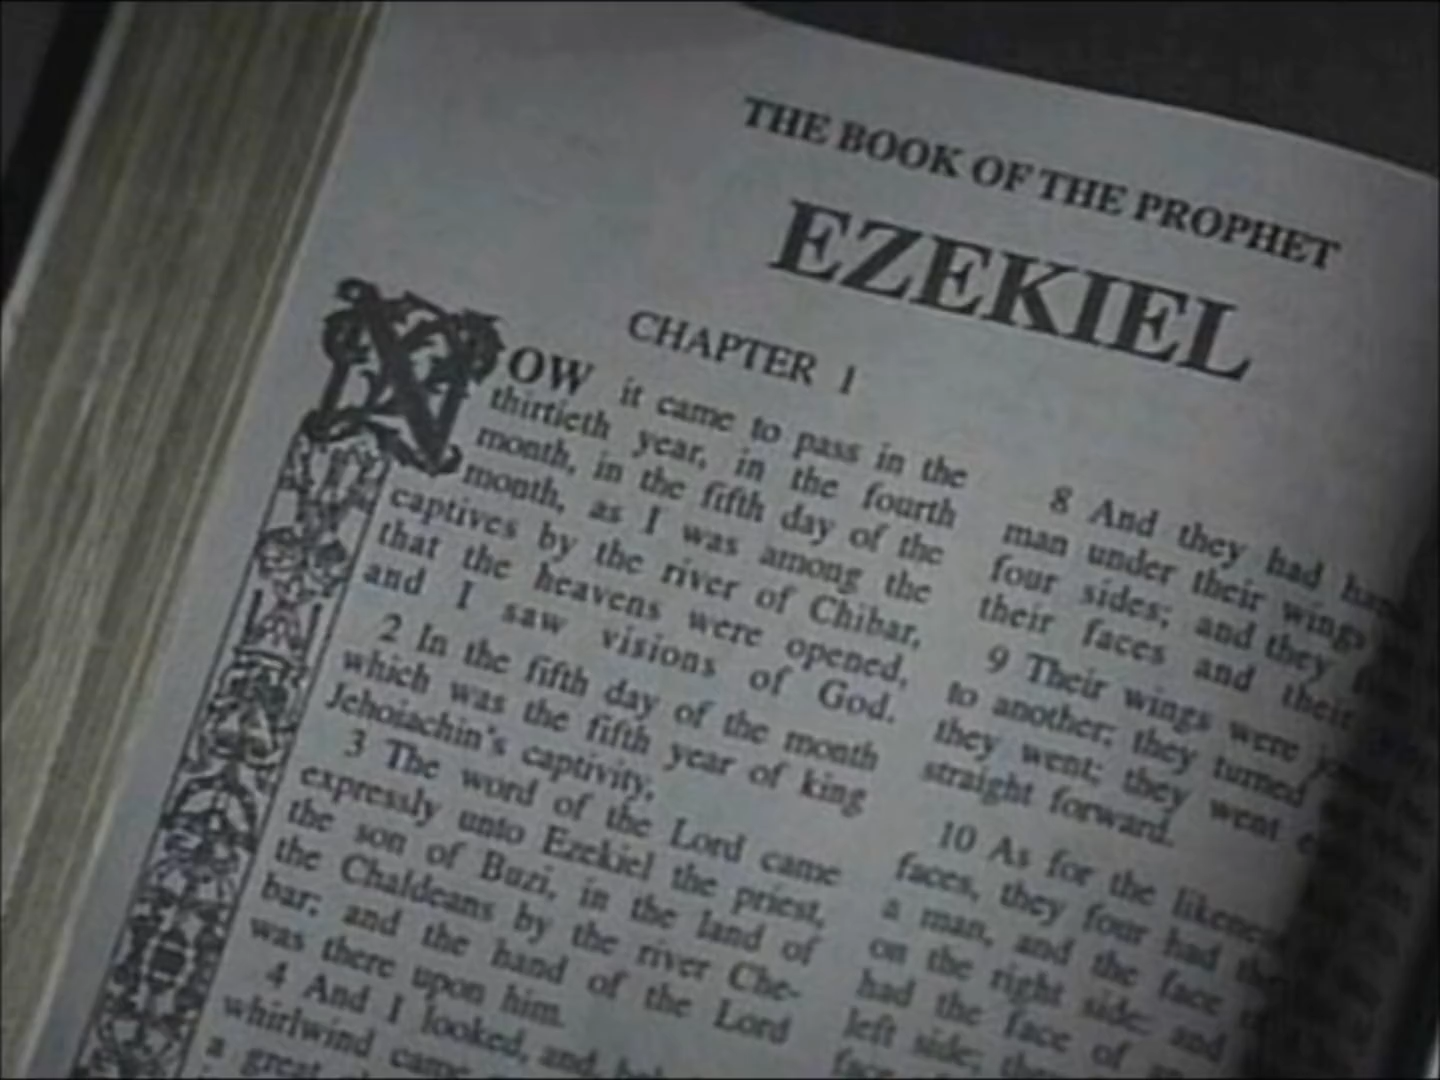 THE BOOK OF THE PROPHET
EZEKIEL
CHAPTER 1
NOW it came to pass in the
thirtieth year, in the fourth
month, in the fifth day of the
month, as I was among the
captives by the river of Chibar,
that the heavens were opened,
and I saw visions of God.
2 In the fifth day of the month
which was the fifth year of king
Jehoiachin's captivity,
3 The word of the Lord came
expressly unto Ezekiel the priest,
the son of Buzi, in the land of
the Chaldeans by the river Che-
bar; and the hand of the Lord
was there upon him.
4 And I looked, and
whirlwind came
a great
8 And they had
man under their wings
four sides; and they
their faces and their
9 Their wings were
to another; they turned
they went; they went
straight forward.
10 As for the
faces, they four had
a man, and the face
on the right side: and
had the face of
left side;
face